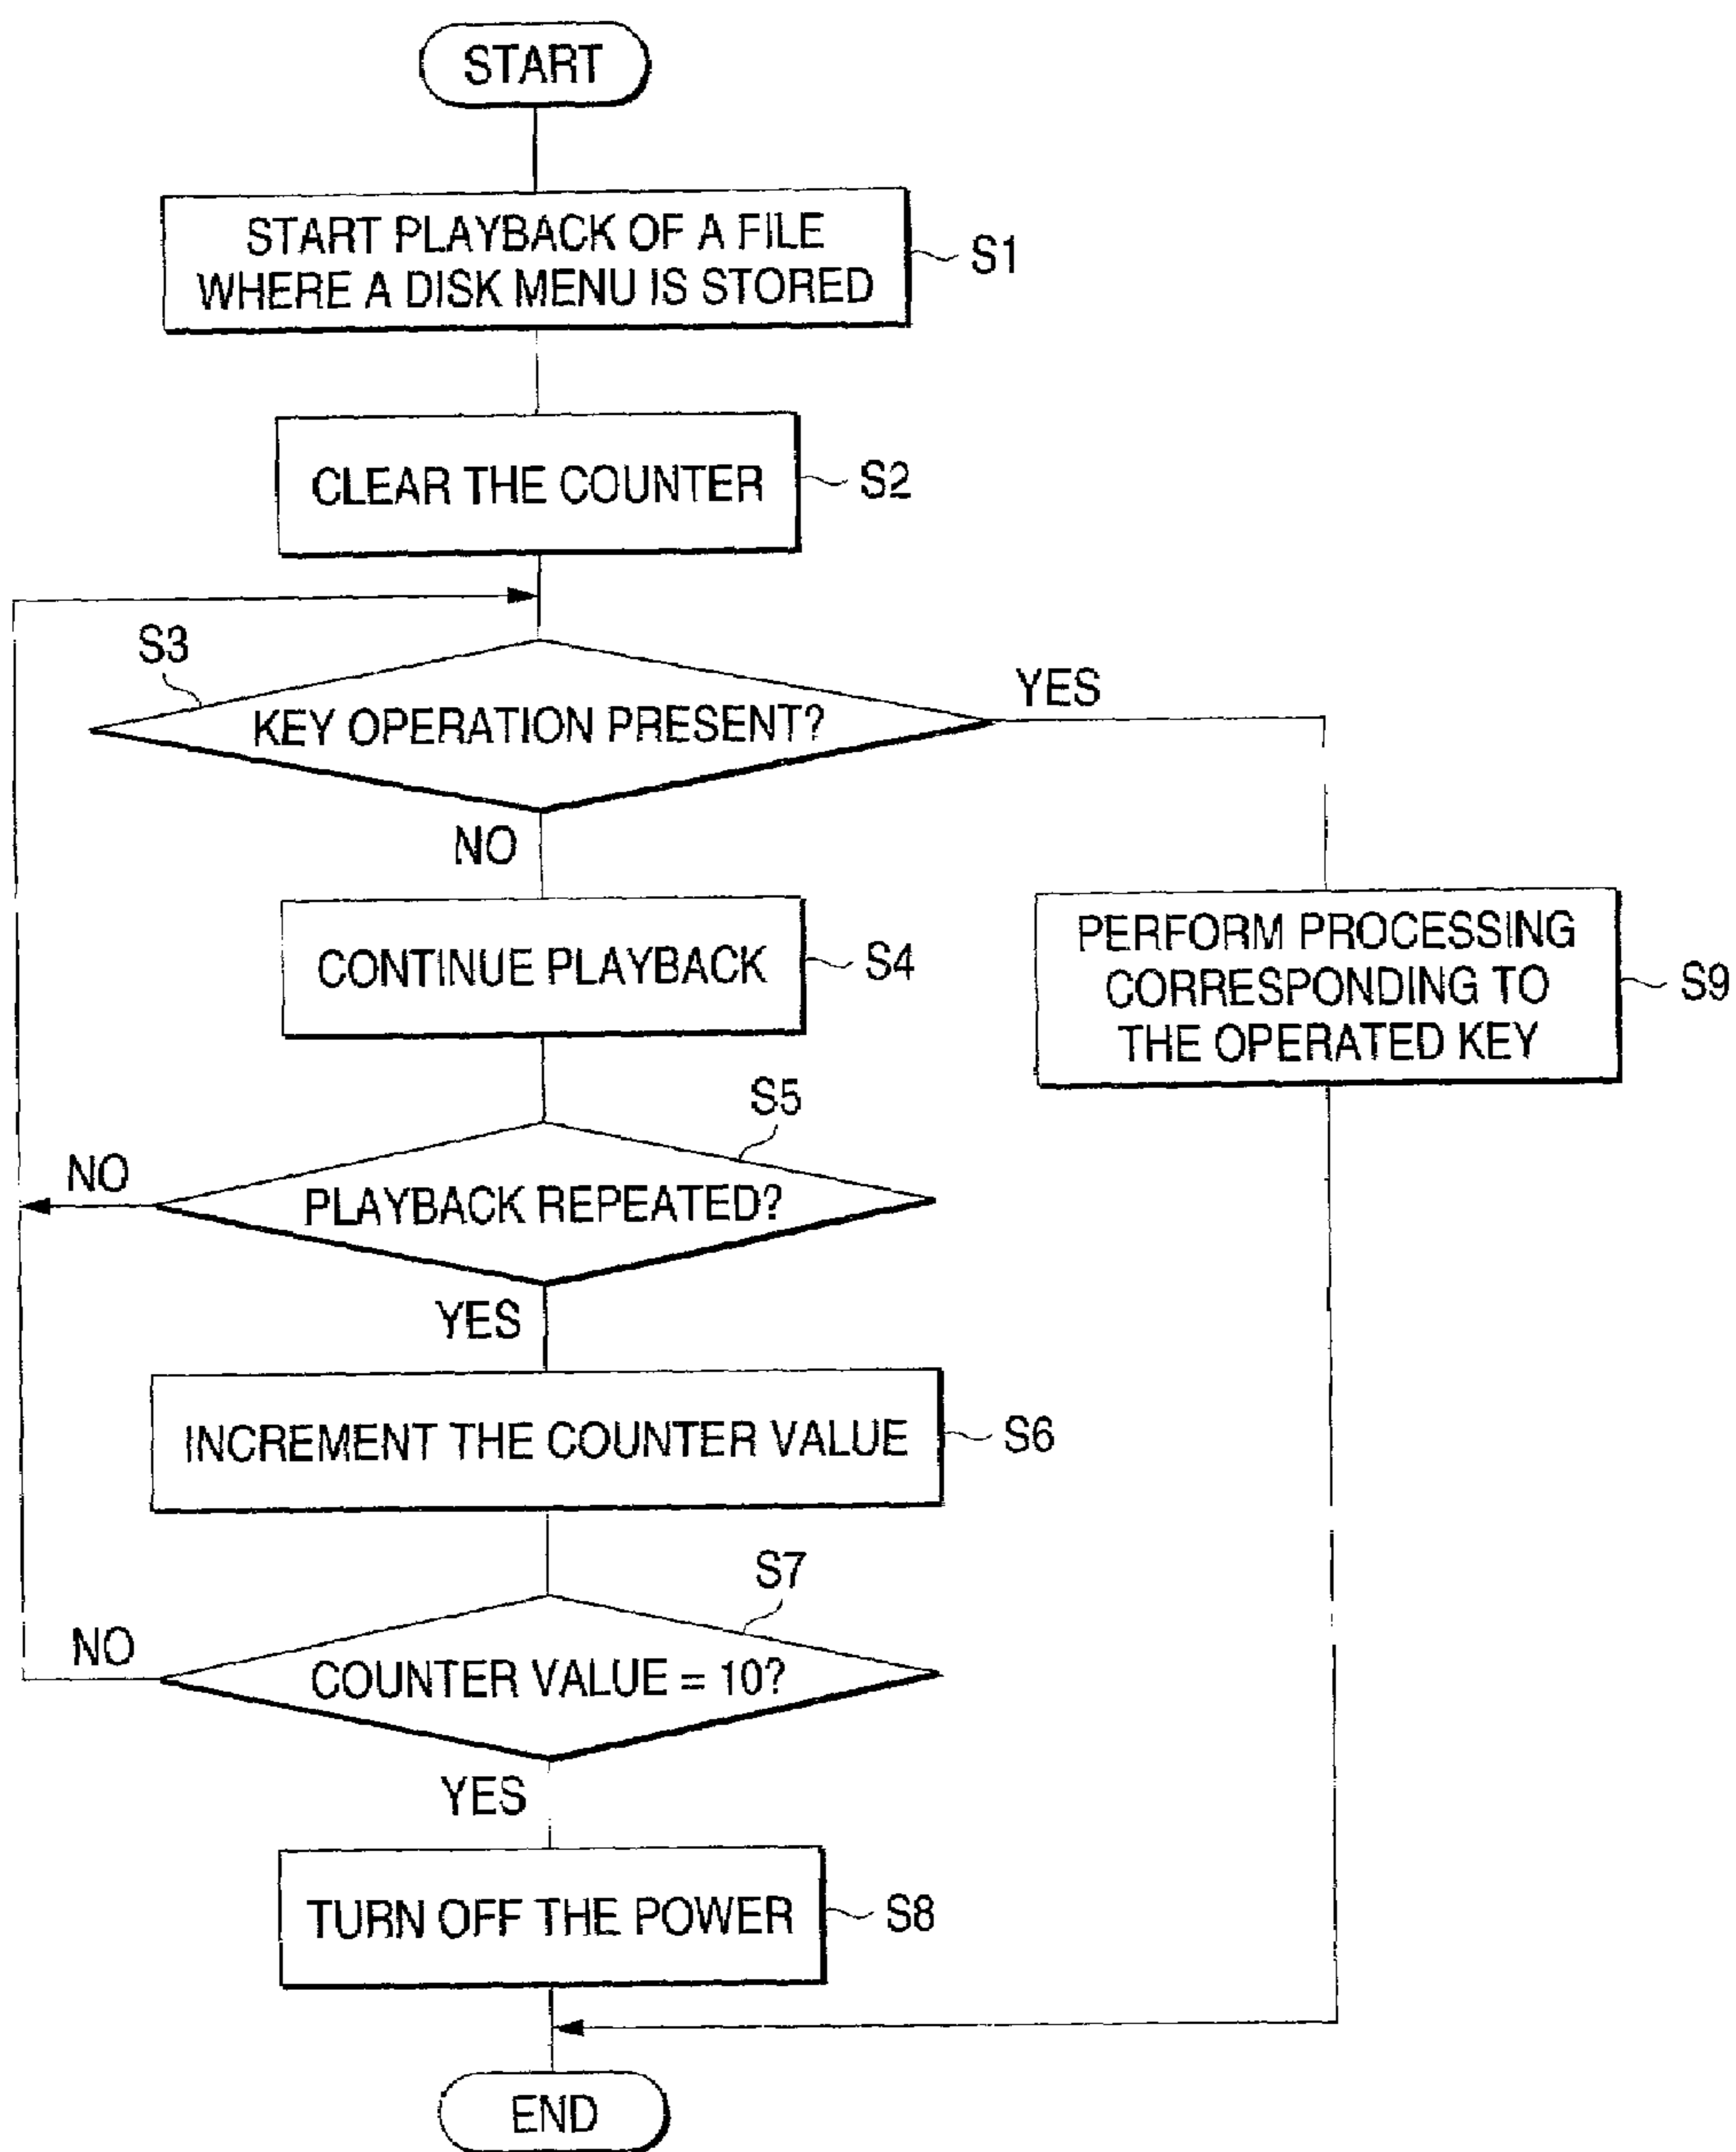 START
START PLAYBACK OF A FILE
WHERE A DISK MENU IS STORED
S1
CLEAR THE COUNTER
S2
S3
KEY OPERATION PRESENT?
YES
NO
CONTINUE PLAYBACK
S4
PERFORM PROCESSING
CORRESPONDING TO
THE OPERATED KEY
S9
S5
NO
PLAYBACK REPEATED?
YES
INCREMENT THE COUNTER VALUE
S6
S7
NO
COUNTER VALUE = 10?
YES
TURN OFF THE POWER
S8
END